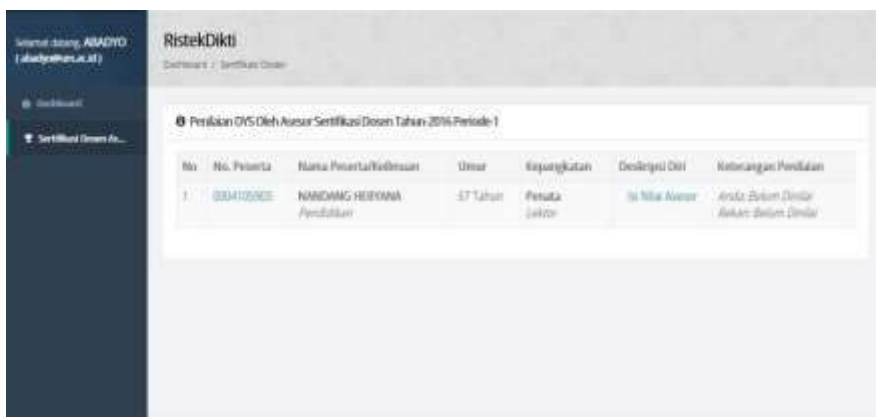 Selamat datang, ABADYO
RistekDikti
Dashboard / Sertifikasi Dosen
Dashboard
Sertifikasi Dosen As...
Penilaian DYS Oleh Asesor Sertifikasi Dosen Tahun 2016 Periode-1
No No. Peserta Nama Peserta/Keilmuan Umur Kepangkatan Deskripsi Diri Keterangan Penilaian
1 NANDANG HERYANA 57 Tahun Penata Isi Nilai Asesor Anda: Belum Dinilai
Pendidikan Lektor Rekan: Belum Dinilai